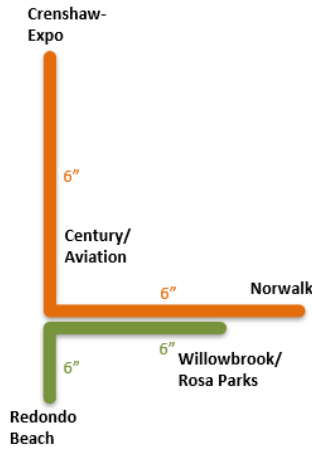 Crenshaw-
Expo
6”
Century/
Aviation
6”
Norwalk
6”
6”
Willowbrook/
Rosa Parks
Redondo
Beach